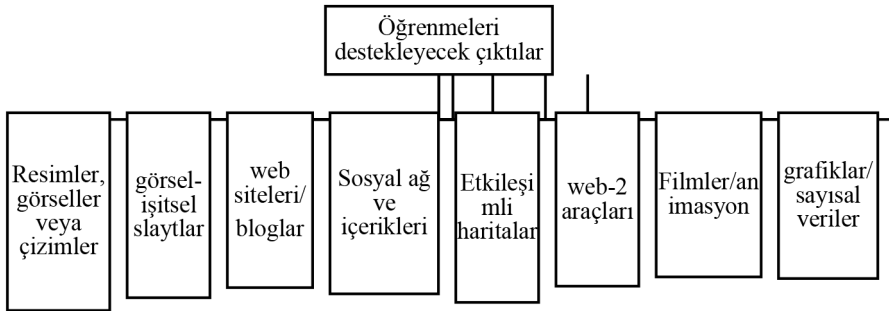 Öğrenmeleri
destekleyecek çıktılar
Resimler,
görseller
veya
çizimler
görsel-
işitsel
slaytlar
web
siteleri/
bloglar
Sosyal ağ
ve
içerikleri
Etkileşi
mli
haritalar
web-2
araçları
Filmler/an
imasyon
grafiklar/
sayısal
veriler